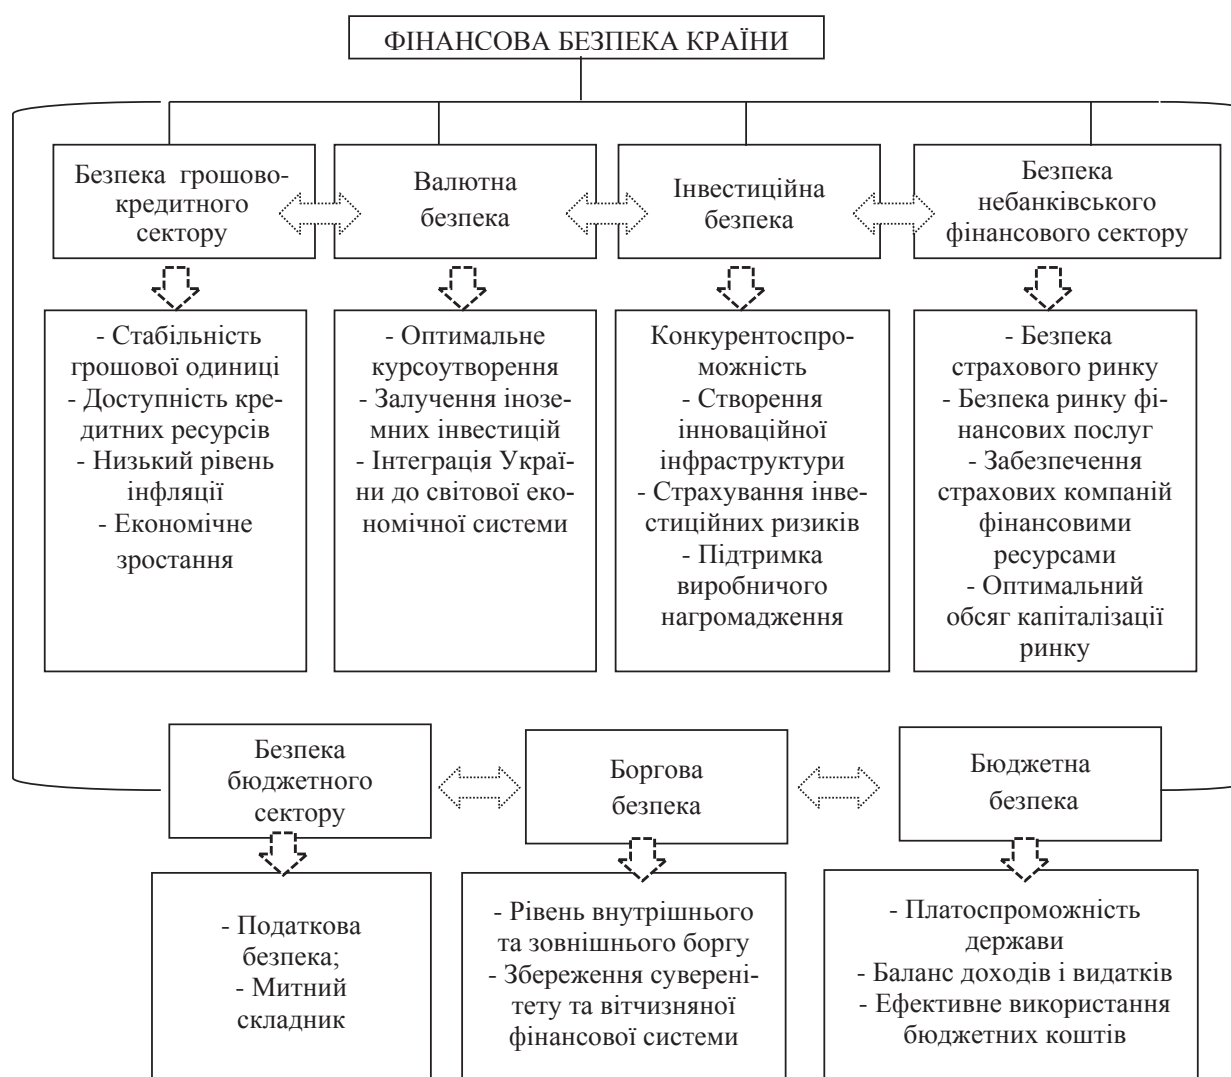 ФІНАНСОВА БЕЗПЕКА КРАЇНИ
Безпека грошово-
кредитного
сектору
Валютна
безпека
Інвестиційна
безпека
Безпека
небанківського
фінансового сектору
- Стабільність
грошової одиниці
- Доступність кре-
дитних ресурсів
- Низький рівень
інфляції
- Економічне
зростання
- Оптимальне
курсоутворення
- Залучення інозе-
мних інвестицій
- Інтеграція Украї-
ни до світової еко-
номічної системи
Конкурентоспро-
можність
- Створення
інноваційної
інфраструктури
- Страхування інве-
стиційних ризиків
- Підтримка
виробничого
нагромадження
- Безпека
страхового ринку
- Безпека ринку фі-
нансових послуг
- Забезпечення
страхових компаній
фінансовими
ресурсами
- Оптимальний
обсяг капіталізації
ринку
Безпека
бюджетного
сектору
Боргова
безпека
Бюджетна
безпека
- Податкова
безпека;
- Митний
складник
- Рівень внутрішнього
та зовнішнього боргу
- Збереження суверені-
тету та вітчизняної
фінансової системи
- Платоспроможність
держави
- Баланс доходів і видатків
- Ефективне використання
бюджетних коштів